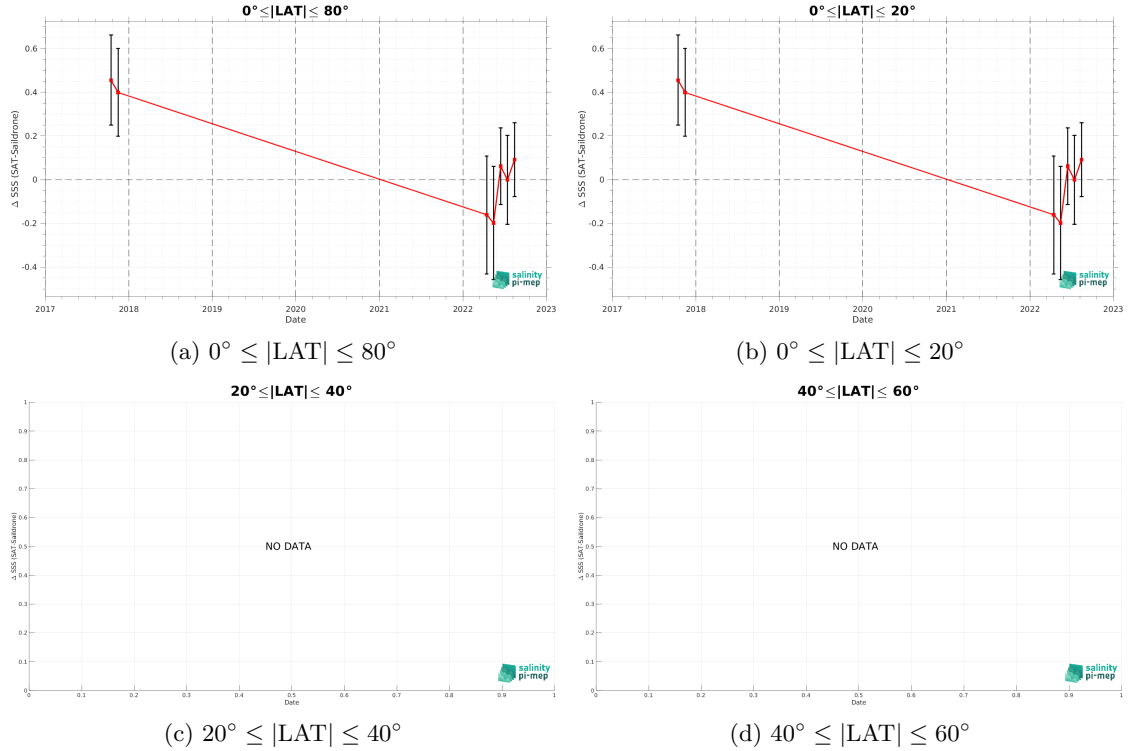 0°≤|LAT|≤ 80°
Δ SSS (SAT-Saildrone)
0.6
0.4
0.2
0
-0.2
-0.4
2017 2018 2019 2020 2021 2022 2023
Date
salinity
pi-mep
(a) 0° ≤ |LAT| ≤ 80°
0°≤|LAT|≤ 20°
Δ SSS (SAT-Saildrone)
0.6
0.4
0.2
0
-0.2
-0.4
2017 2018 2019 2020 2021 2022 2023
Date
salinity
pi-mep
(b) 0° ≤ |LAT| ≤ 20°
20°≤|LAT|≤ 40°
Δ SSS (SAT-Saildrone)
1
0.9
0.8
0.7
0.6
0.5
0.4
0.3
0.2
0.1
0
NO DATA
0 0.1 0.2 0.3 0.4 0.5 0.6 0.7 0.8 0.9 1
Date
salinity
pi-mep
(c) 20° ≤ |LAT| ≤ 40°
40°≤|LAT|≤ 60°
Δ SSS (SAT-Saildrone)
1
0.9
0.8
0.7
0.6
0.5
0.4
0.3
0.2
0.1
0
NO DATA
0 0.1 0.2 0.3 0.4 0.5 0.6 0.7 0.8 0.9 1
Date
salinity
pi-mep
(d) 40° ≤ |LAT| ≤ 60°